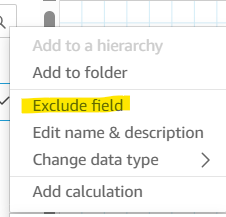 Add to a hierarchy
Add to folder
Exclude field
Edit name & description
Change data type
Add calculation